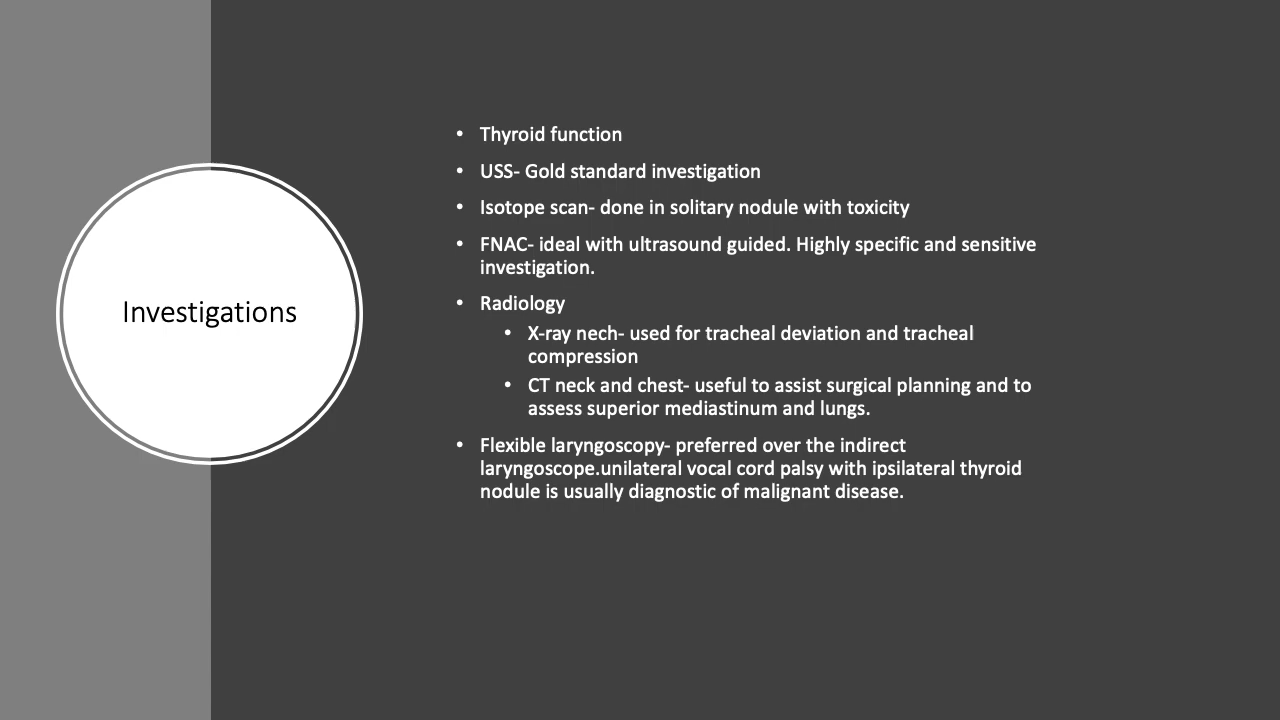 Investigations
• Thyroid function
• USS- Gold standard investigation
• Isotope scan- done in solitary nodule with toxicity
• FNAC- ideal with ultrasound guided. Highly specific and sensitive
investigation.
• Radiology
• X-ray nech- used for tracheal deviation and tracheal
compression
• CT neck and chest- useful to assist surgical planning and to
assess superior mediastinum and lungs.
• Flexible laryngoscopy- preferred over the indirect
laryngoscope.unilateral vocal cord palsy with ipsilateral thyroid
nodule is usually diagnostic of malignant disease.